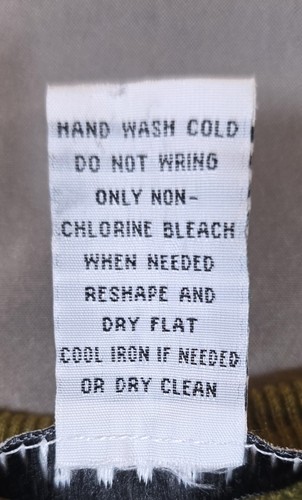 HAND WASH COLD
DO NOT WRING
ONLY NON-
CHLORINE BLEACH
WHEN NEEDED
RESHAPE AND
DRY FLAT
COOL IRON IF NEEDED
OR DRY CLEAN